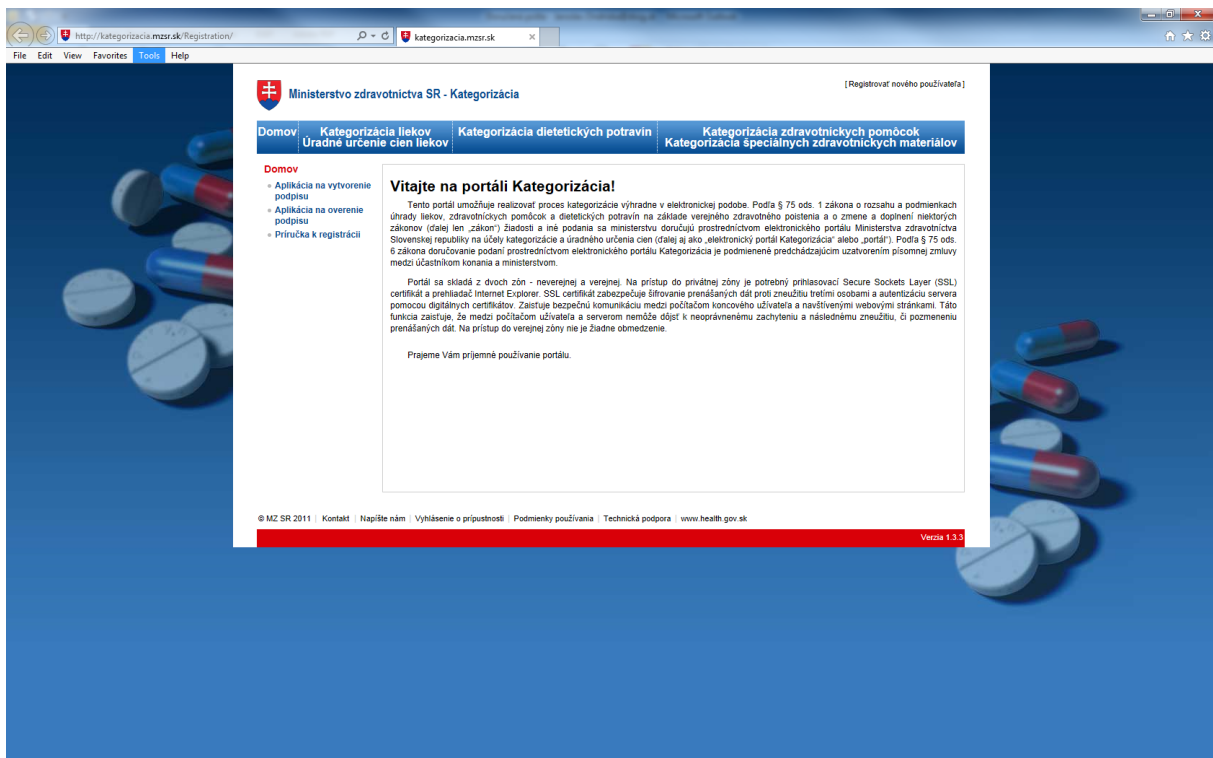 http://kategorizacia.mzsr.sk/Registration/
kategorizacia.mzsr.sk
File Edit View Favorites Tools Help
Ministerstvo zdravotníctva SR - Kategorizácia
[ Registrovať nového používateľa ]
Domov
Kategorizácia liekov
Úradné určenie cien liekov
Kategorizácia dietetických potravín
Kategorizácia zdravotníckych pomôcok
Kategorizácia špeciálnych zdravotníckych materiálov
Domov
Aplikácia na vytvorenie
podpisu
Aplikácia na overenie
podpisu
Príručka k registrácii
Vitajte na portáli Kategorizácia!
Tento portál umožňuje realizovať proces kategorizácie výhradne v elektronickej podobe. Podľa § 75 ods. 1 zákona o rozsahu a podmienkach
úhrady liekov, zdravotníckych pomôcok a dietetických potravín na základe verejného zdravotného poistenia a o zmene a doplnení niektorých
zákonov (ďalej len „zákon“) žiadosti a iné podania sa ministerstvu doručujú prostredníctvom elektronického portálu Ministerstva zdravotníctva
Slovenskej republiky na účely kategorizácie a úradného určenia cien (ďalej aj ako „elektronický portál Kategorizácia“ alebo „portál“). Podľa § 75 ods.
6 zákona doručovanie podaní prostredníctvom elektronického portálu Kategorizácia je podmienené predchádzajúcim uzatvorením písomnej zmluvy
medzi účastníkom konania a ministerstvom.
Portál sa skladá z dvoch zón - neverejnej a verejnej. Na prístup do privátnej zóny je potrebný prihlasovací Secure Sockets Layer (SSL)
certifikát a prehliadač Internet Explorer. SSL certifikát zabezpečuje šifrovanie prenášaných dát proti zneužitiu tretími osobami a autentizáciu servera
pomocou digitálnych certifikátov. Zaisťuje bezpečnú komunikáciu medzi počítačom koncového užívateľa a navštívenými webovými stránkami. Táto
funkcia zaisťuje, že medzi počítačom užívateľa a serverom nemôže dôjsť k neoprávnenému zachyteniu a následnému zneužitiu, či pozmeneniu
prenášaných dát. Na prístup do verejnej zóny nie je žiadne obmedzenie.
Prajeme Vám príjemné používanie portálu.
© MZ SR 2011 | Kontakt | Napíšte nám | Vyhlásenie o prípustnosti | Podmienky používania | Technická podpora | www.health.gov.sk
Verzia 1.3.3